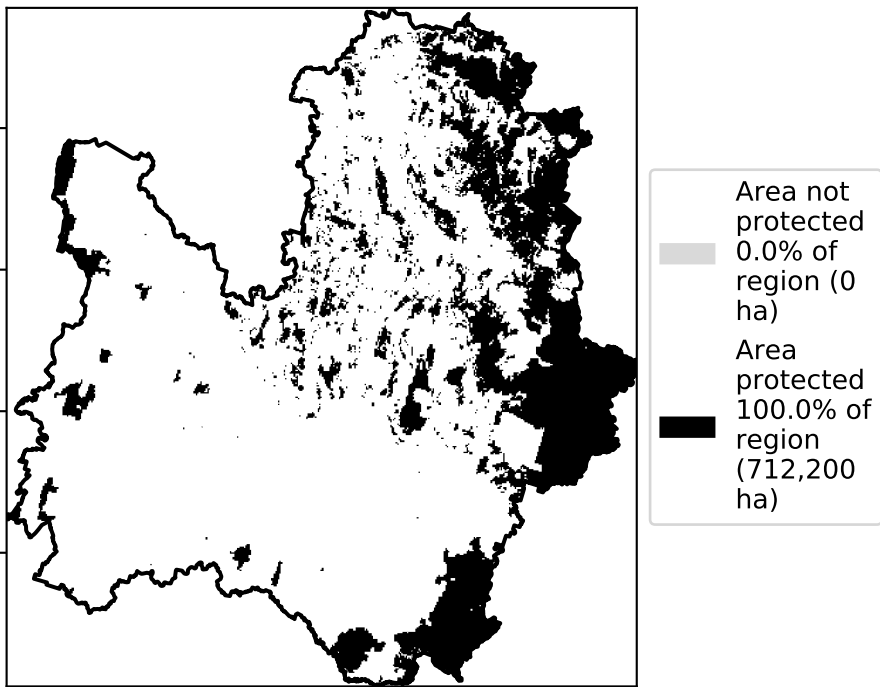 Area not
protected
0.0% of
region (0
ha)
Area
protected
100.0% of
region
(712,200
ha)